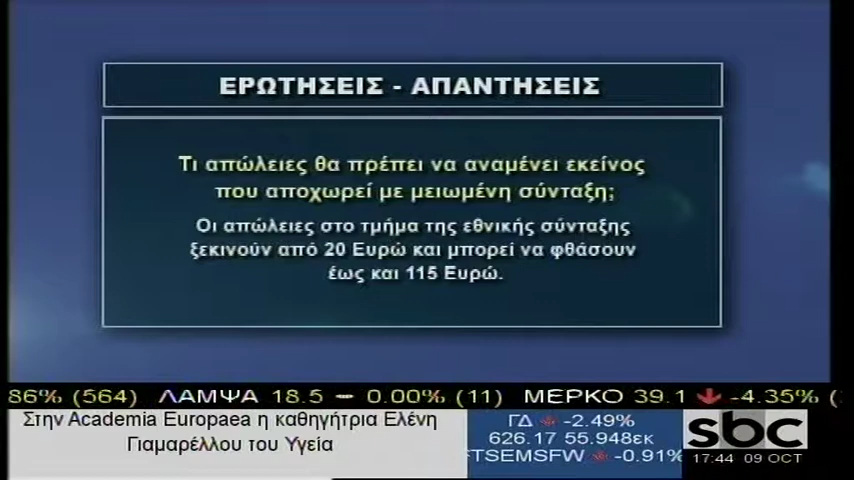 ΕΡΩΤΗΣΕΙΣ - ΑΠΑΝΤΗΣΕΙΣ
Τι απώλειες θα πρέπει να αναμένει εκείνος
που αποχωρεί με μειωμένη σύνταξη;
Οι απώλειες στο τμήμα της εθνικής σύνταξης
ξεκινούν από 20 Ευρώ και μπορεί να φθάσουν
έως και 115 Ευρώ.
86% (564) ΛΑΜΨΑ 18.5 0.00% (11) ΜΕΡΚΟ 39.1 -4.35% (
Στην Academia Europaea η καθηγήτρια Ελένη
Γιαμαρέλλου του Υγεία
ΓΔ -2.49%
626.17 55.948εκ
FTSEMSFW -0.91%
sbc
17:44 09 OCT